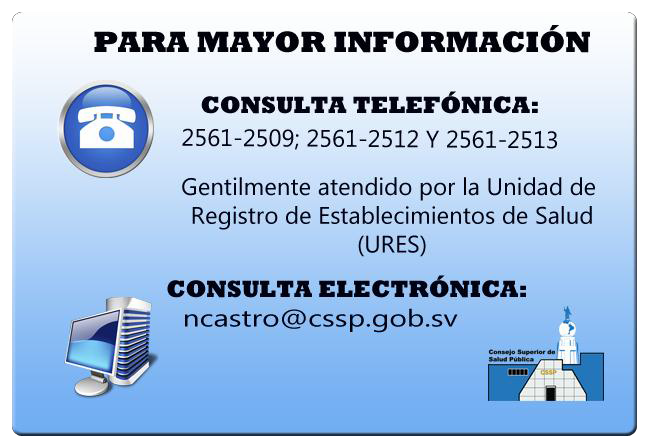 PARA MAYOR INFORMACIÓN
CONSULTA TELEFÓNICA:
2561-2509; 2561-2512 Y 2561-2513
Gentilmente atendido por la Unidad de
Registro de Establecimientos de Salud
(URES)
CONSULTA ELECTRÓNICA:
ncastro@cssp.gob.sv
Consejo Superior de
Salud Pública
CSSP